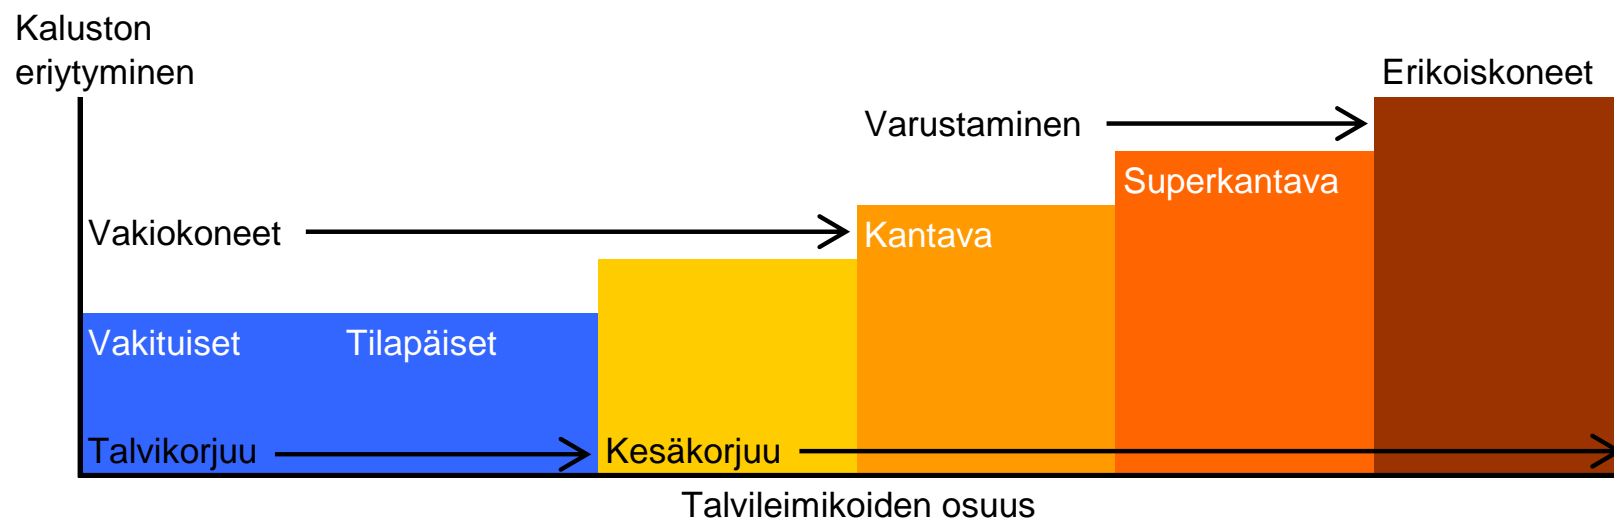 Kaluston
eriytyminen
Erikoiskoneet
Varustaminen
Superkantava
Vakiokoneet
Kantava
Vakituiset
Tilapäiset
Talvikorjuu
Kesäkorjuu
Talvileimikoiden osuus